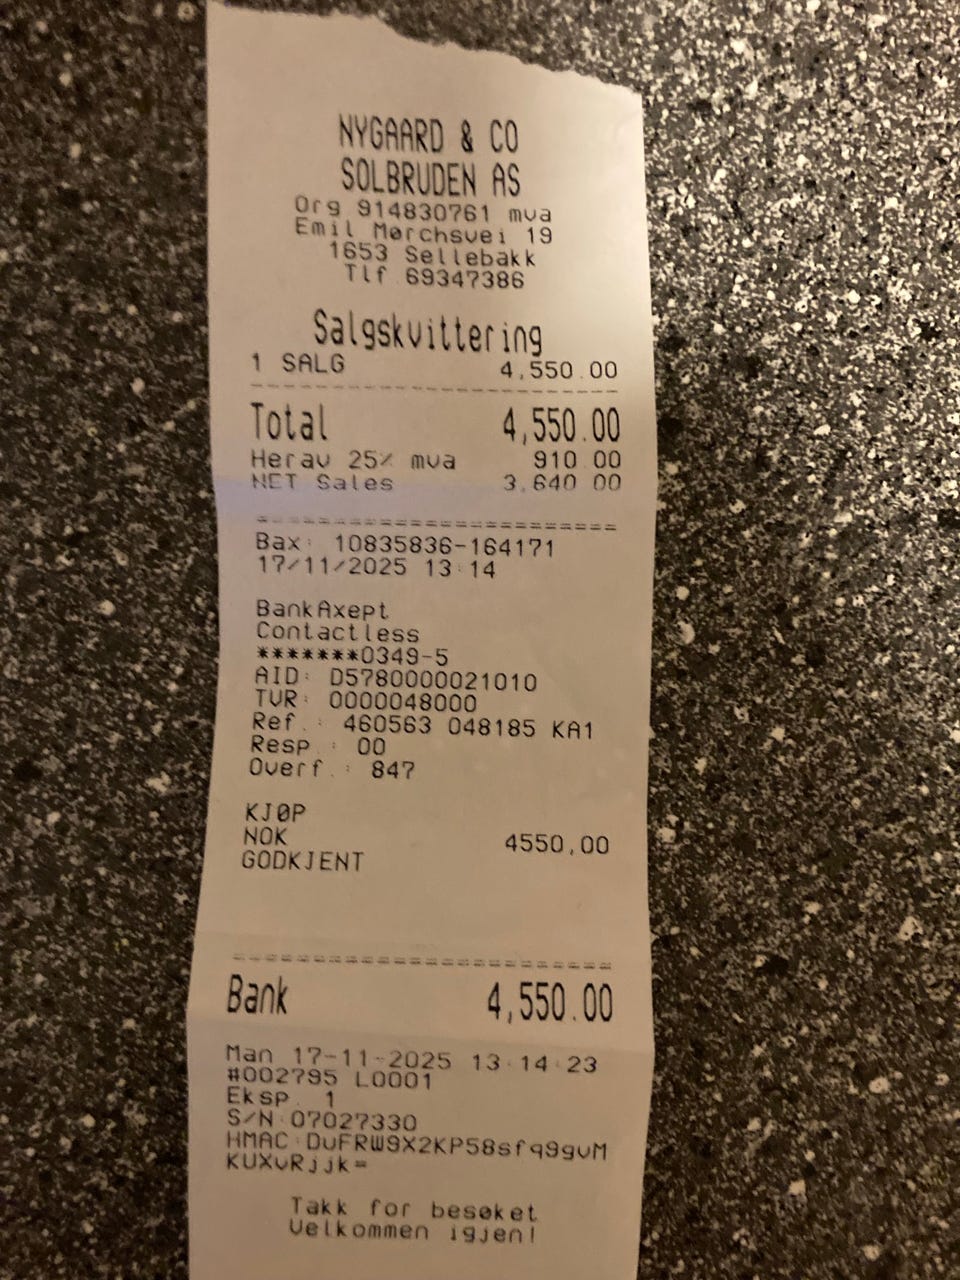 NYGAARD & CO
SOLBRUDEN AS
Org 914830761 mva
Emil Mørchsvei 19
1653 Sellebakk
Tlf 69347386
Salgskvittering
1 SALG 4,550.00
Total 4,550.00
Herav 25% mva 910.00
NET Sales 3,640.00
Bax: 10835836-164171
17/11/2025 13:14
BankAxept
Contactless
*******0349-5
AID: D5780000021010
TVR: 0000048000
Ref.: 460563 048185 KA1
Resp.: 00
Overf.: 847
KJØP
NOK 4550,00
GODKJENT
Bank 4,550.00
Man 17-11-2025 13:14:23
#002795 L0001
Eksp. 1
S/N:07027330
HMAC:DuFRW9X2KP58sfq9gvM
KUXvRjjk=
Takk for besøket
Velkommen igjen!